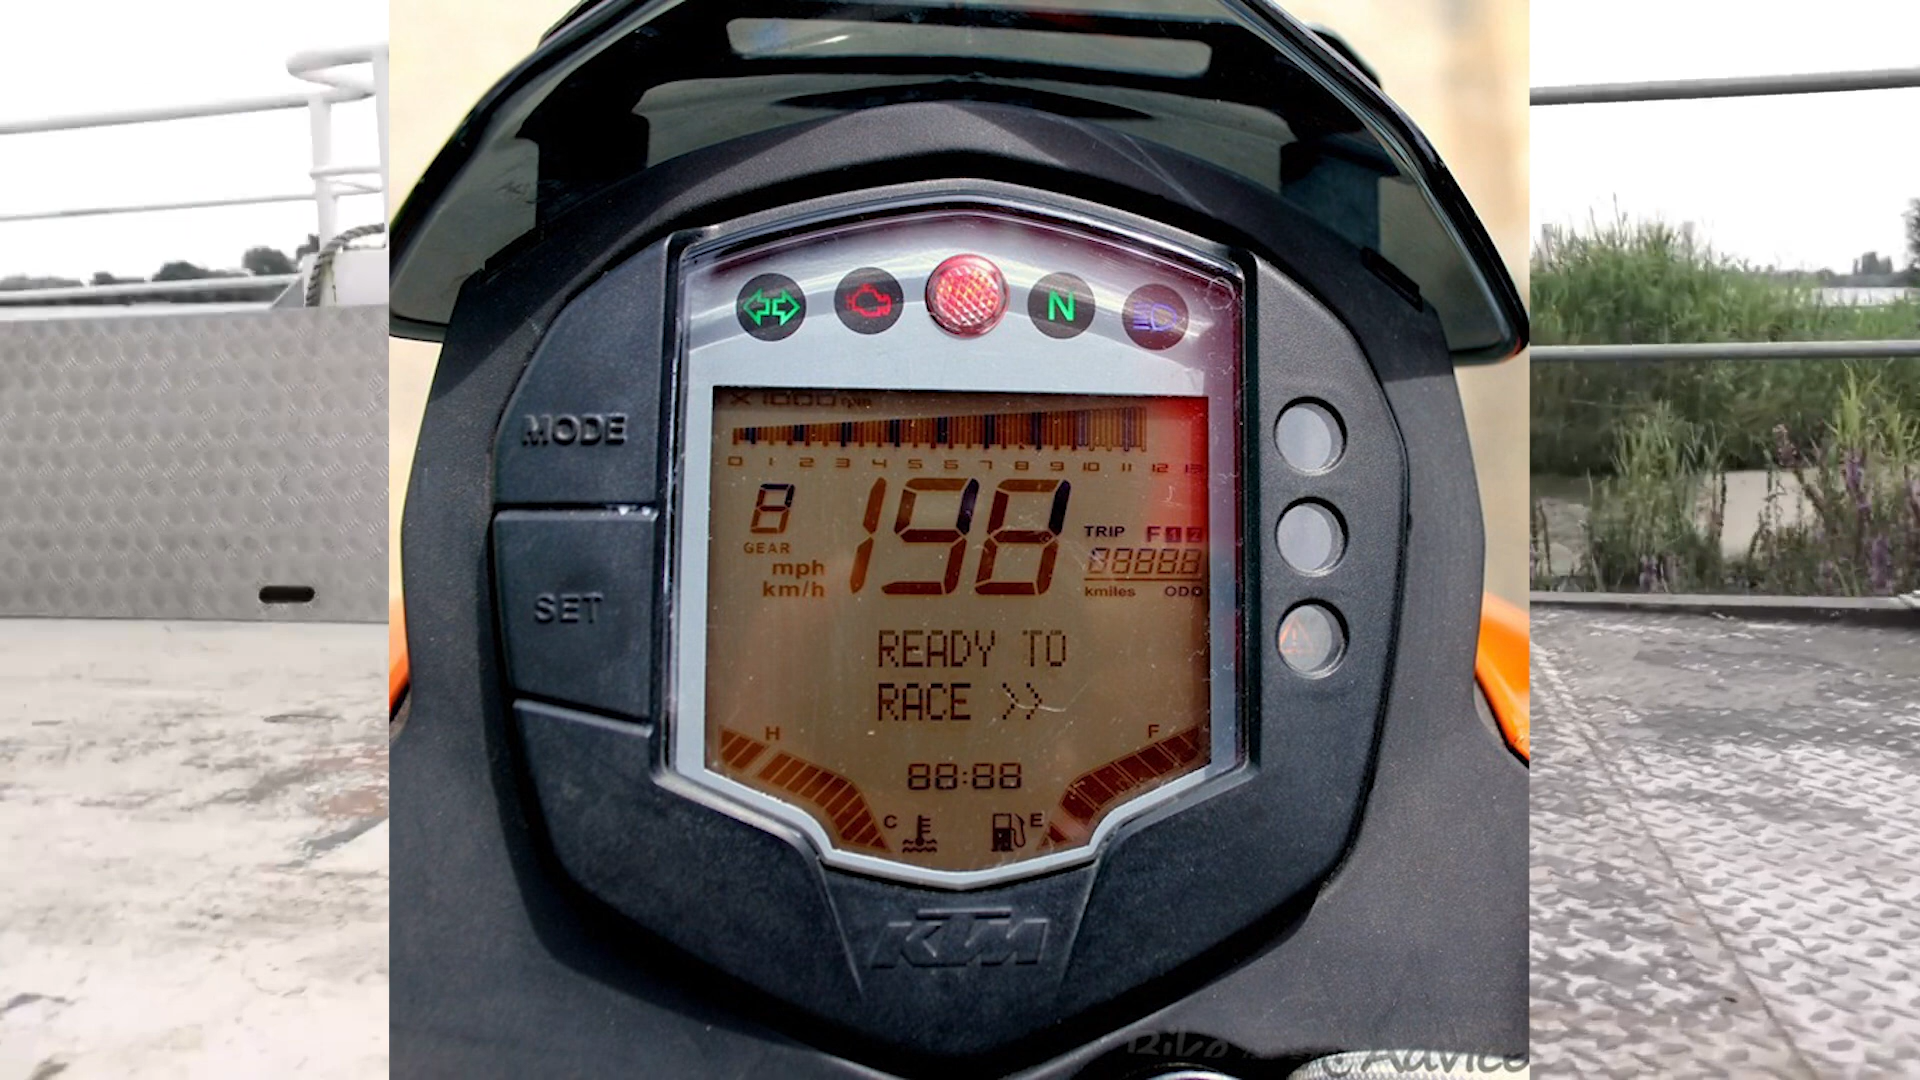 N
X1000 rpm
0 1 2 3 4 5 6 7 8 9 10 11 12 13
MODE
8
GEAR
mph
km/h
198
TRIP F 1 2
88888
kmiles ODO
SET
READY TO
RACE >>
H F
88:88
C E
KTM
Advice